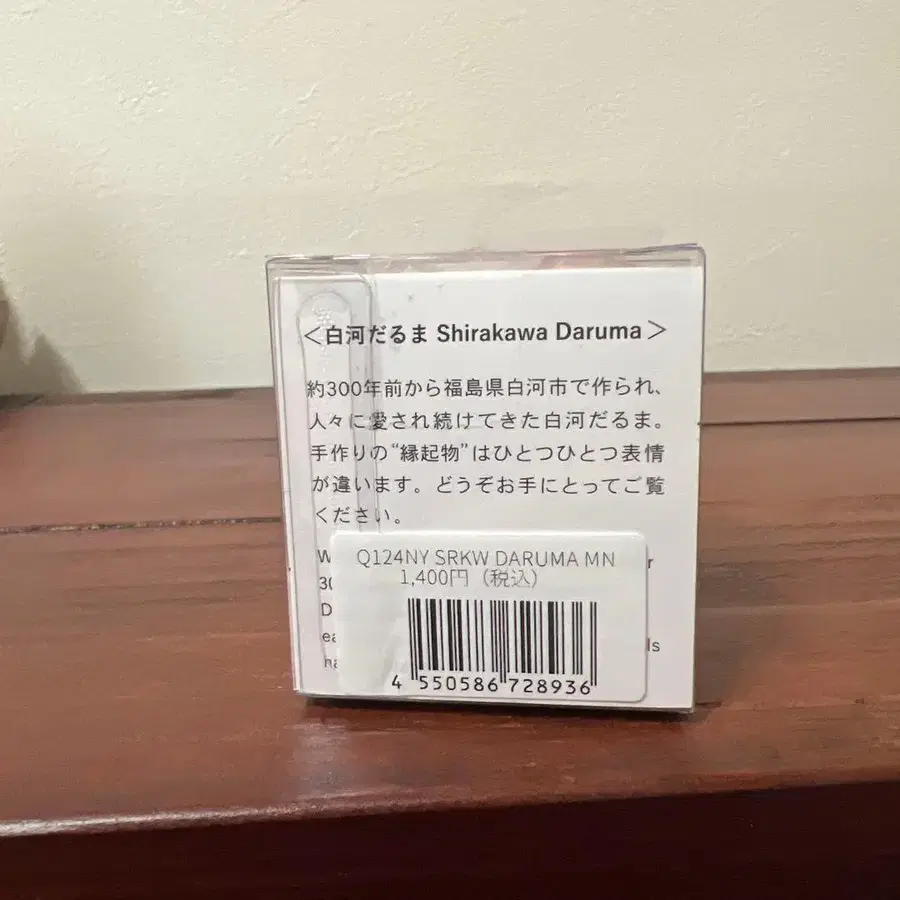 ＜白河だるま Shirakawa Daruma＞
約300年前から福島県白河市で作られ、
人々に愛され続けてきた白河だるま。
手作りの“縁起物”はひとつひとつ表情
が違います。どうぞお手にとってご覧
ください。
Q124NY SRKW DARUMA MN
1,400円（税込）
4 550586 728936